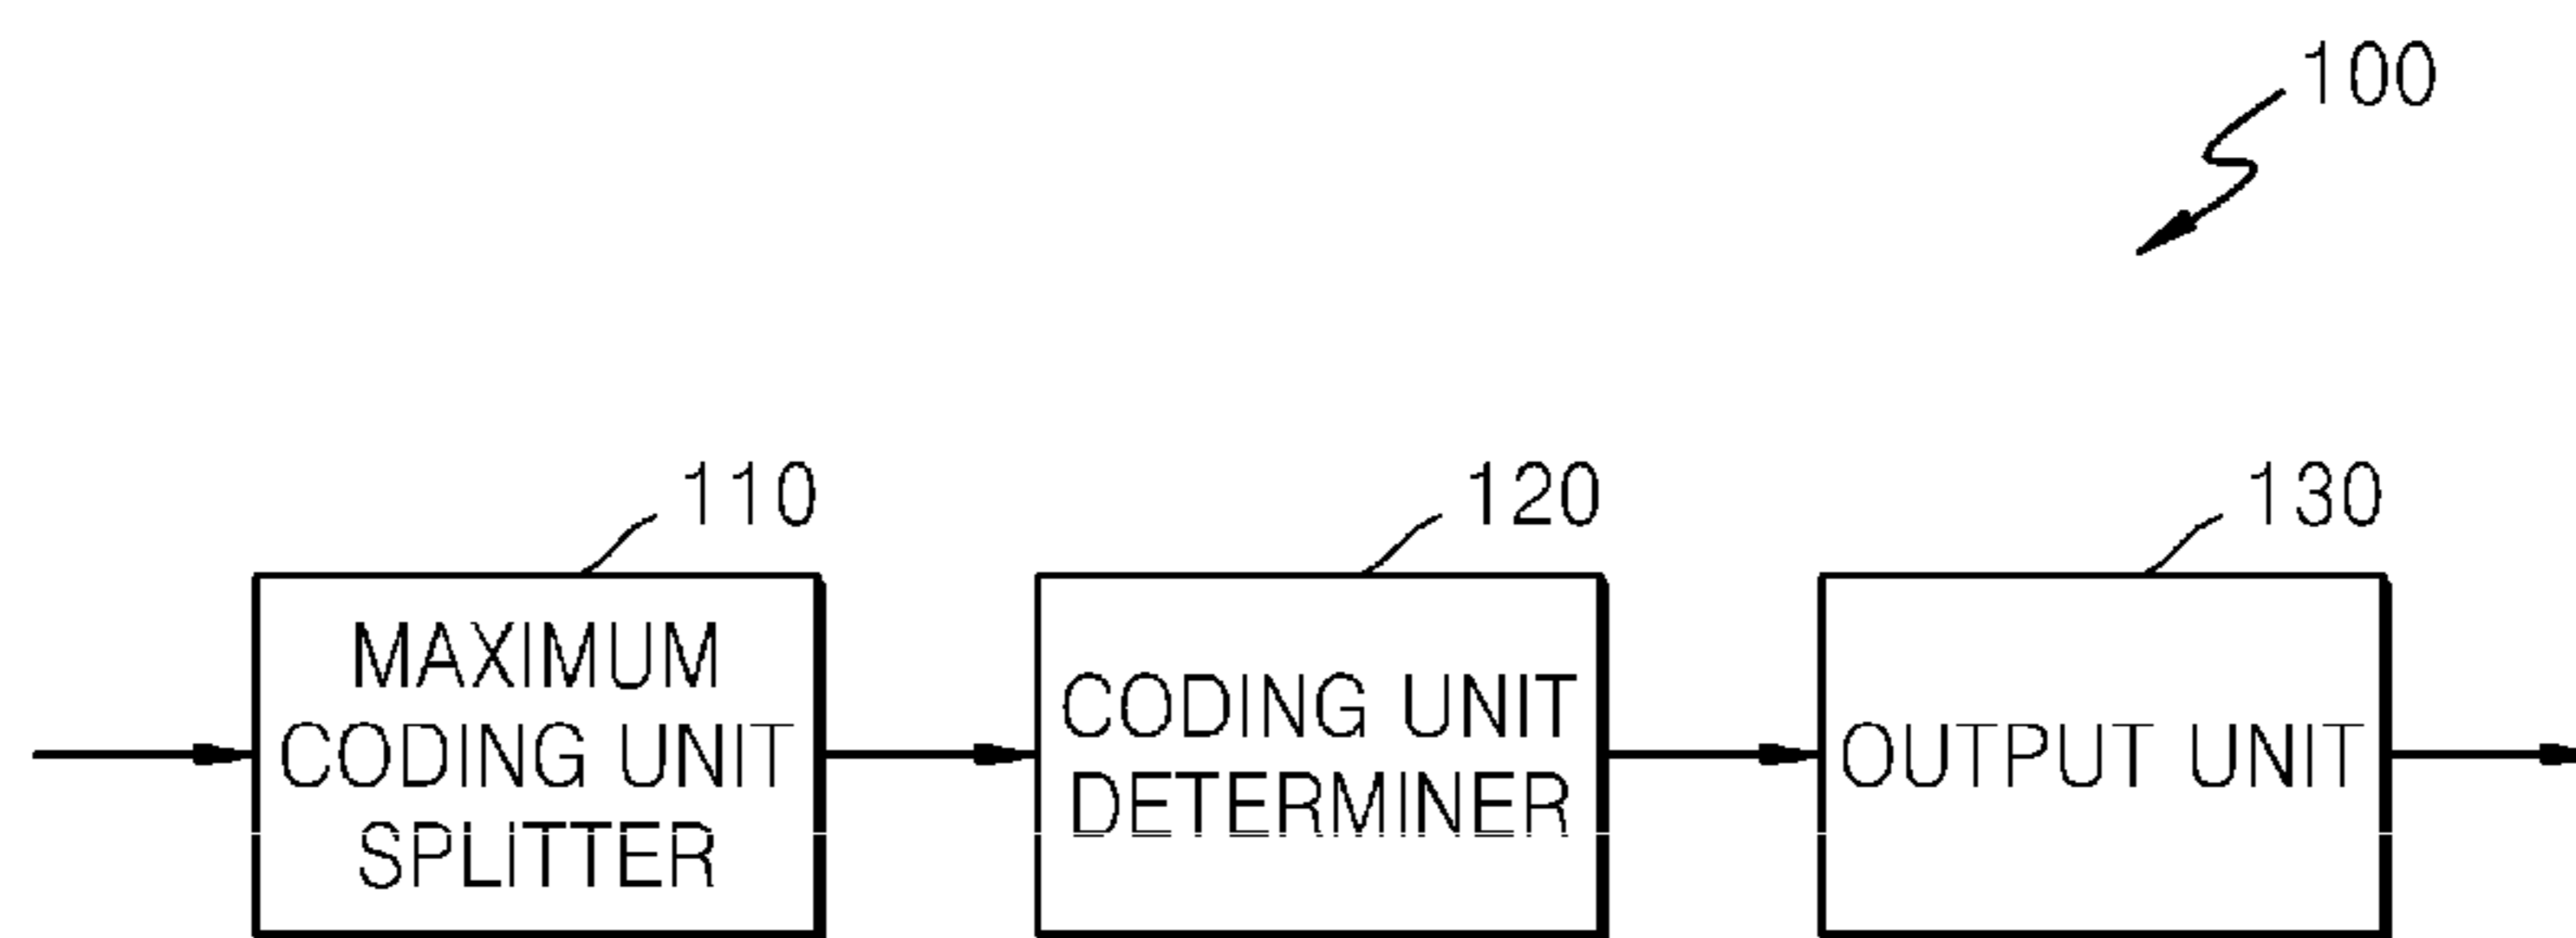 100
110
120
130
MAXIMUM
CODING UNIT
SPLITTER
CODING UNIT
DETERMINER
OUTPUT UNIT